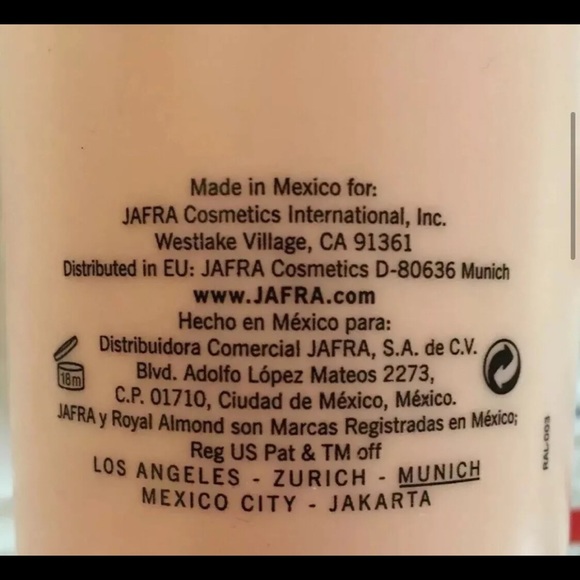 Made in Mexico for:
JAFRA Cosmetics International, Inc.
Westlake Village, CA 91361
Distributed in EU: JAFRA Cosmetics D-80636 Munich
www.JAFRA.com
Hecho en México para:
Distribuidora Comercial JAFRA, S.A. de C.V.
Blvd. Adolfo López Mateos 2273,
C.P. 01710, Ciudad de México, México.
JAFRA y Royal Almond son Marcas Registradas en México;
Reg US Pat & TM off
LOS ANGELES - ZURICH - MUNICH
MEXICO CITY - JAKARTA
18m
RAL-003